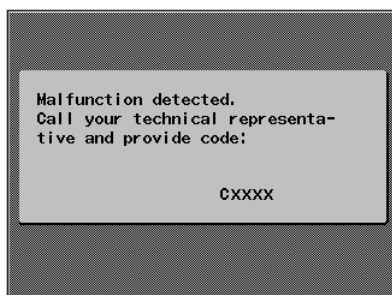 Malfunction detected.
Call your technical representa-
tive and provide code:
CXXXX